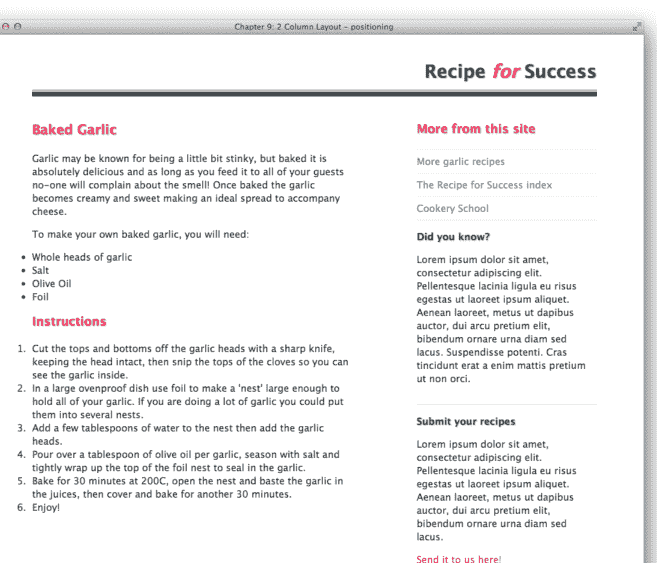 Chapter 9: 2 Column Layout – positioning
Recipe for Success
Baked Garlic
Garlic may be known for being a little bit stinky, but baked it is
absolutely delicious and as long as you feed it to all of your guests
no-one will complain about the smell! Once baked the garlic
becomes creamy and sweet making an ideal spread to accompany
cheese.
To make your own baked garlic, you will need:
• Whole heads of garlic
• Salt
• Olive Oil
• Foil
Instructions
1. Cut the tops and bottoms off the garlic heads with a sharp knife,
keeping the head intact, then snip the tops of the cloves so you can
see the garlic inside.
2. In a large ovenproof dish use foil to make a 'nest' large enough to
hold all of your garlic. If you are doing a lot of garlic you could put
them into several nests.
3. Add a few tablespoons of water to the nest then add the garlic
heads.
4. Pour over a tablespoon of olive oil per garlic, season with salt and
tightly wrap up the top of the foil nest to seal in the garlic.
5. Bake for 30 minutes at 200C, open the nest and baste the garlic in
the juices, then cover and bake for another 30 minutes.
6. Enjoy!
More from this site
More garlic recipes
The Recipe for Success index
Cookery School
Did you know?
Lorem ipsum dolor sit amet,
consectetur adipiscing elit.
Pellentesque lacinia ligula eu risus
egestas ut laoreet ipsum aliquet.
Aenean laoreet, metus ut dapibus
auctor, dui arcu pretium elit,
bibendum ornare urna diam sed
lacus. Suspendisse potenti. Cras
tincidunt erat a enim mattis pretium
ut non orci.
Submit your recipes
Lorem ipsum dolor sit amet,
consectetur adipiscing elit.
Pellentesque lacinia ligula eu risus
egestas ut laoreet ipsum aliquet.
Aenean laoreet, metus ut dapibus
auctor, dui arcu pretium elit,
bibendum ornare urna diam sed
lacus.
Send it to us here!